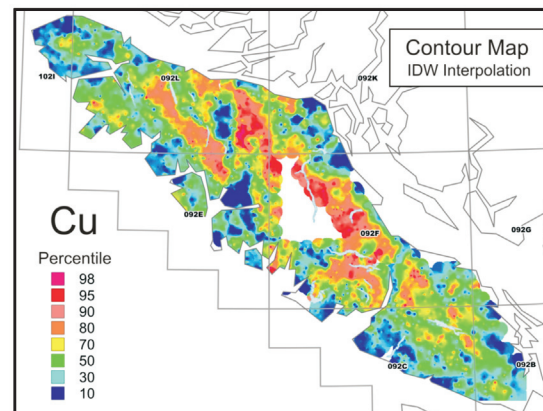 Contour Map
IDW Interpolation
102I
092L
092K
092E
092F
092G
092C
092B
Cu
Percentile
98
95
90
80
70
50
30
10